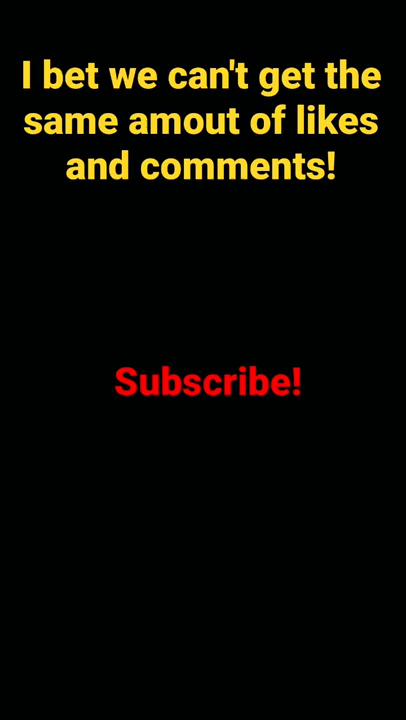 I bet we can't get the
same amout of likes
and comments!
Subscribe!